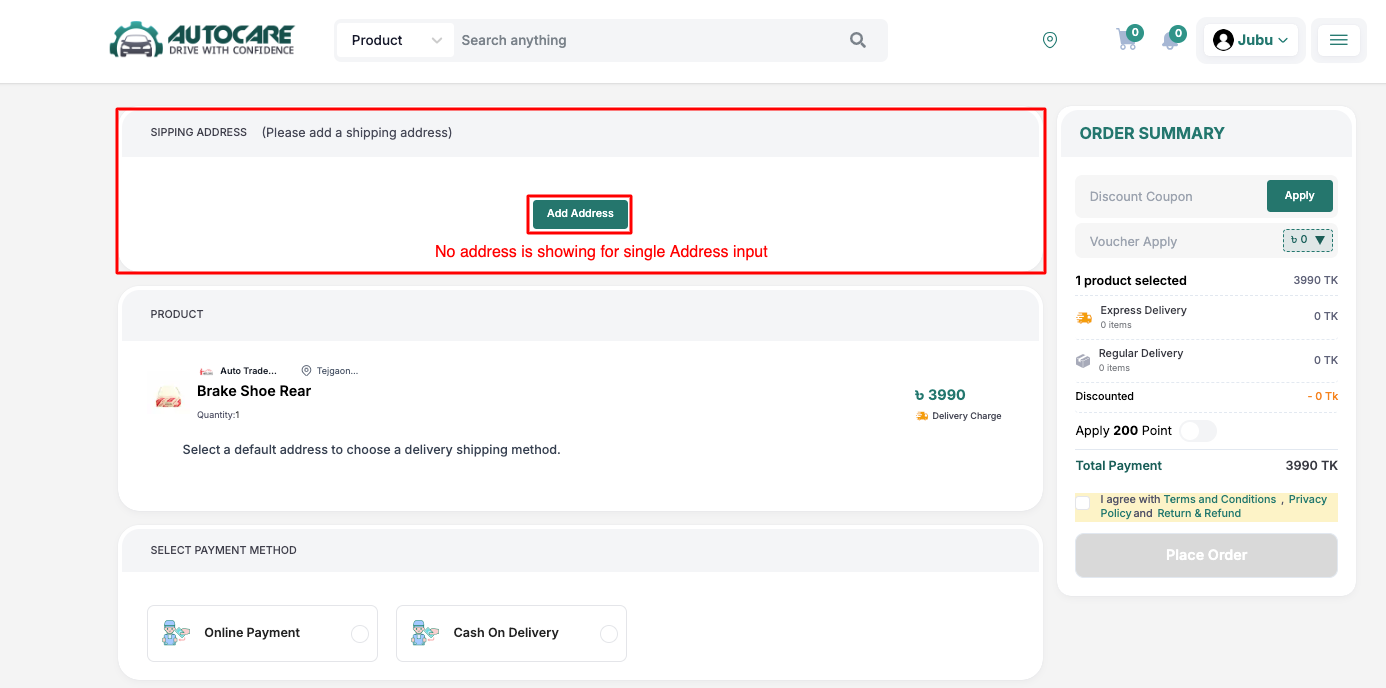 AUTOCARE
DRIVE WITH CONFIDENCE
Product
Search anything
0
0
Jubu
SIPPING ADDRESS (Please add a shipping address)
Add Address
No address is showing for single Address input
PRODUCT
Auto Trade... Tejgaon...
Brake Shoe Rear
Quantity:1
৳ 3990
Delivery Charge
Select a default address to choose a delivery shipping method.
SELECT PAYMENT METHOD
Online Payment
Cash On Delivery
ORDER SUMMARY
Discount Coupon Apply
Voucher Apply ৳ 0 ▼
1 product selected 3990 TK
Express Delivery
0 items
0 TK
Regular Delivery
0 items
0 TK
Discounted - 0 Tk
Apply 200 Point
Total Payment 3990 TK
I agree with Terms and Conditions , Privacy
Policy and Return & Refund
Place Order